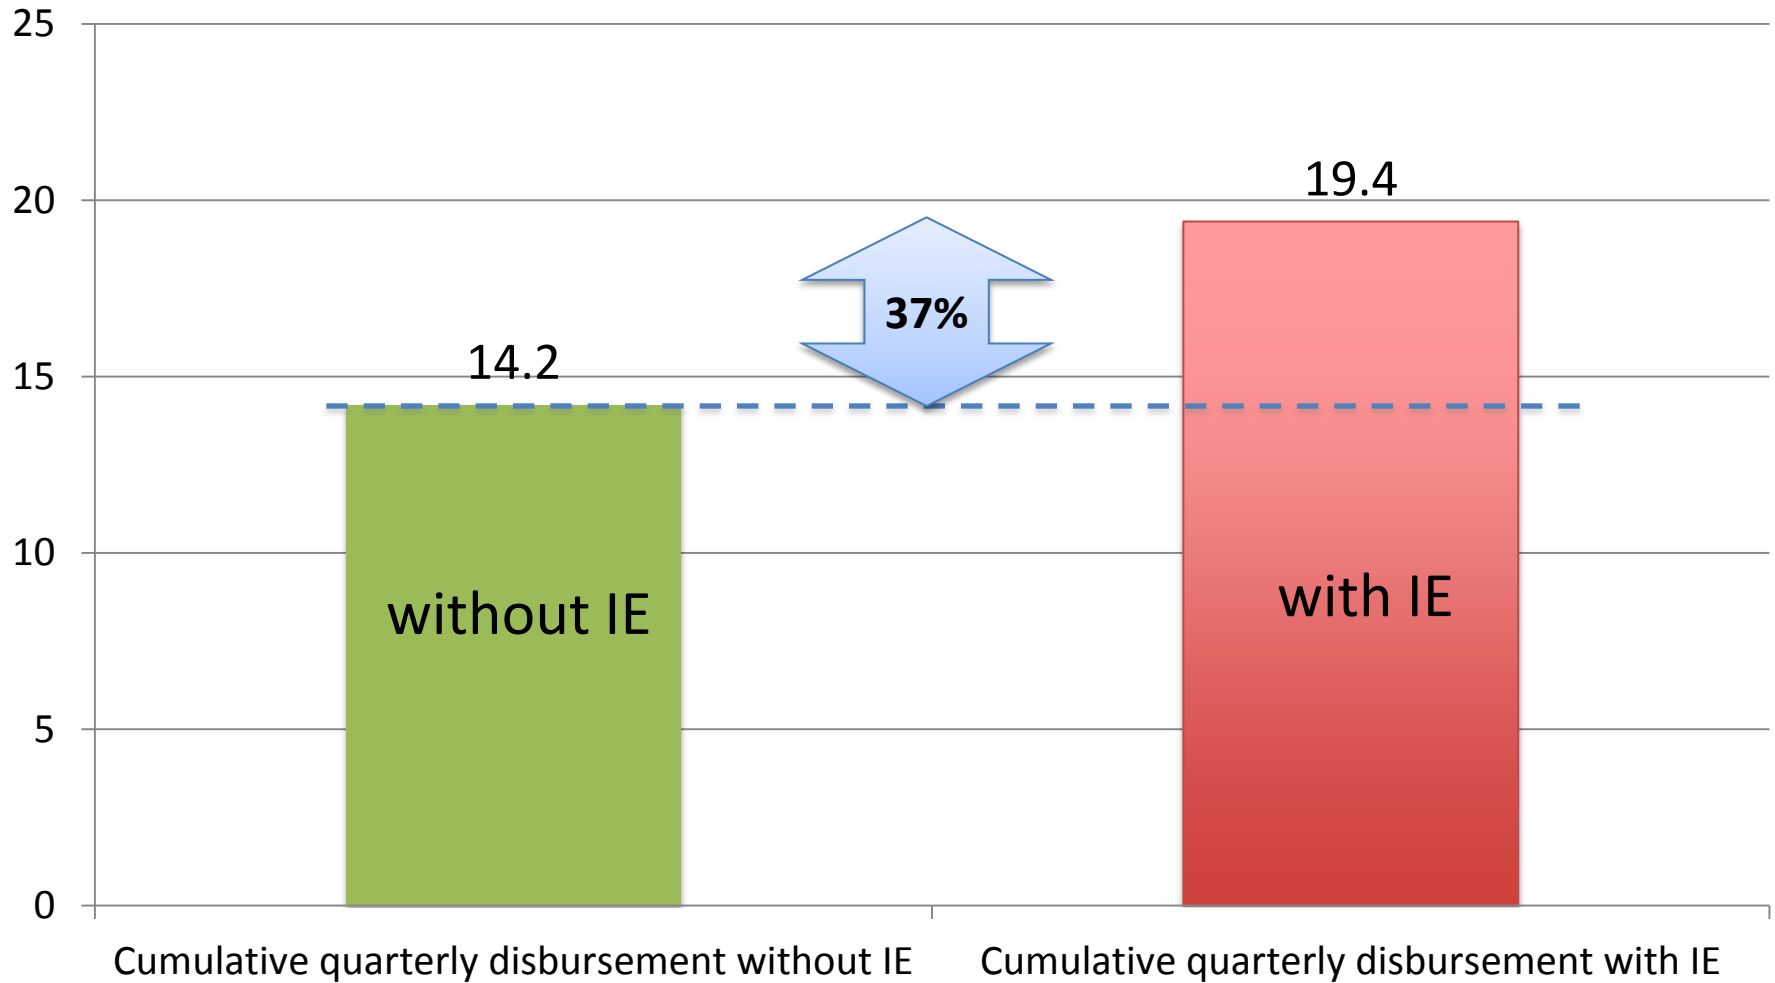 25
20
15
10
5
0
14.2
37%
19.4
without IE
with IE
Cumulative quarterly disbursement without IE
Cumulative quarterly disbursement with IE